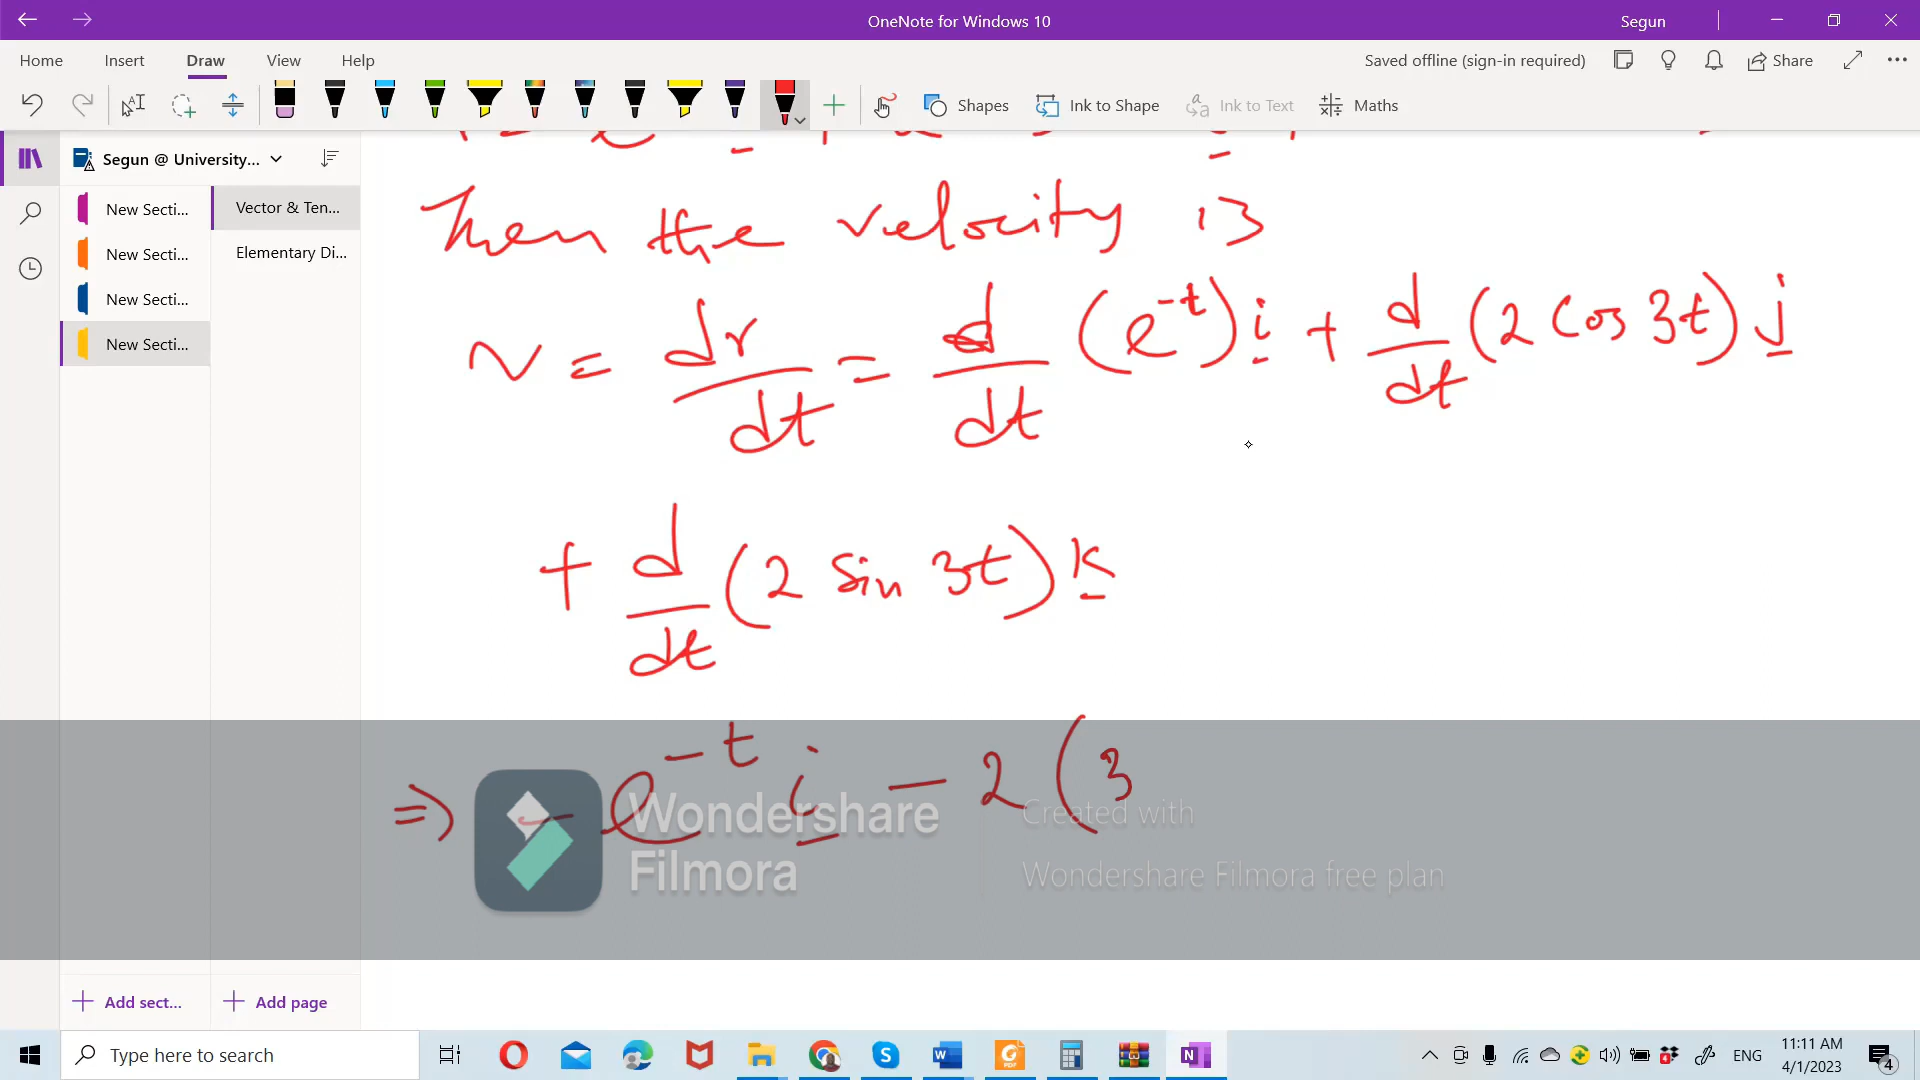 OneNote for Windows 10
Segun
Home Insert Draw View Help
Saved offline (sign-in required) Share
Shapes Ink to Shape Ink to Text Maths
Segun @ University...
New Secti...
New Secti...
New Secti...
New Secti...
Vector & Ten...
Elementary Di...
Then the velocity is
v = dr/dt = d/dt (e^-t) i + d/dt (2 cos 3t) j
+ d/dt (2 sin 3t) k
=> - e^-t i - 2 (3
Wondershare
Filmora
Created with
Wondershare Filmora free plan
Add sect...
Add page
Type here to search
ENG
11:11 AM
4/1/2023
4